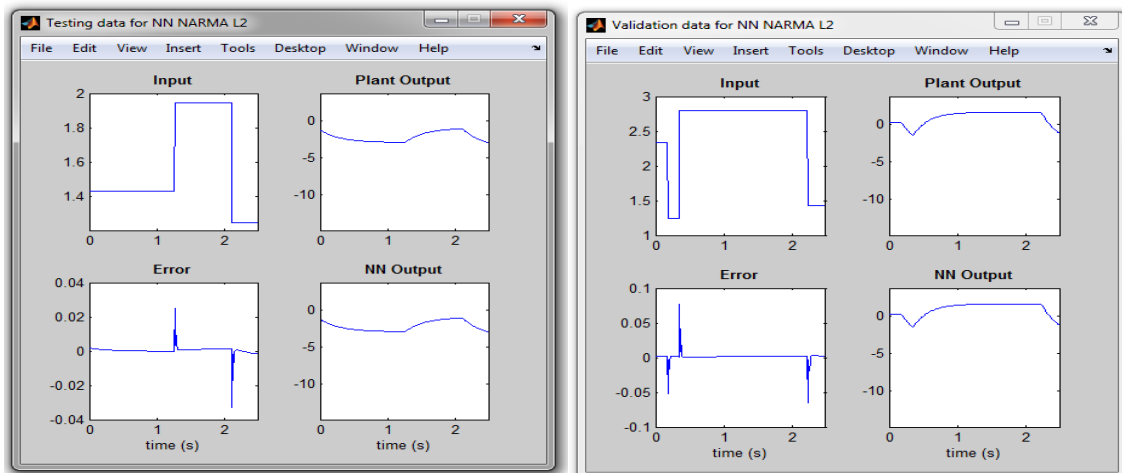 Testing data for NN NARMA L2
File Edit View Insert Tools Desktop Window Help
Input
2
1.8
1.6
1.4
0 1 2
Plant Output
0
-5
-10
0 1 2
Error
0.04
0.02
0
-0.02
-0.04
0 1 2
time (s)
NN Output
0
-5
-10
0 1 2
time (s)
Validation data for NN NARMA L2
File Edit View Insert Tools Desktop Window Help
Input
3
2.5
2
1.5
1
0 1 2
Plant Output
0
-5
-10
0 1 2
Error
0.1
0.05
0
-0.05
-0.1
0 1 2
time (s)
NN Output
0
-5
-10
0 1 2
time (s)